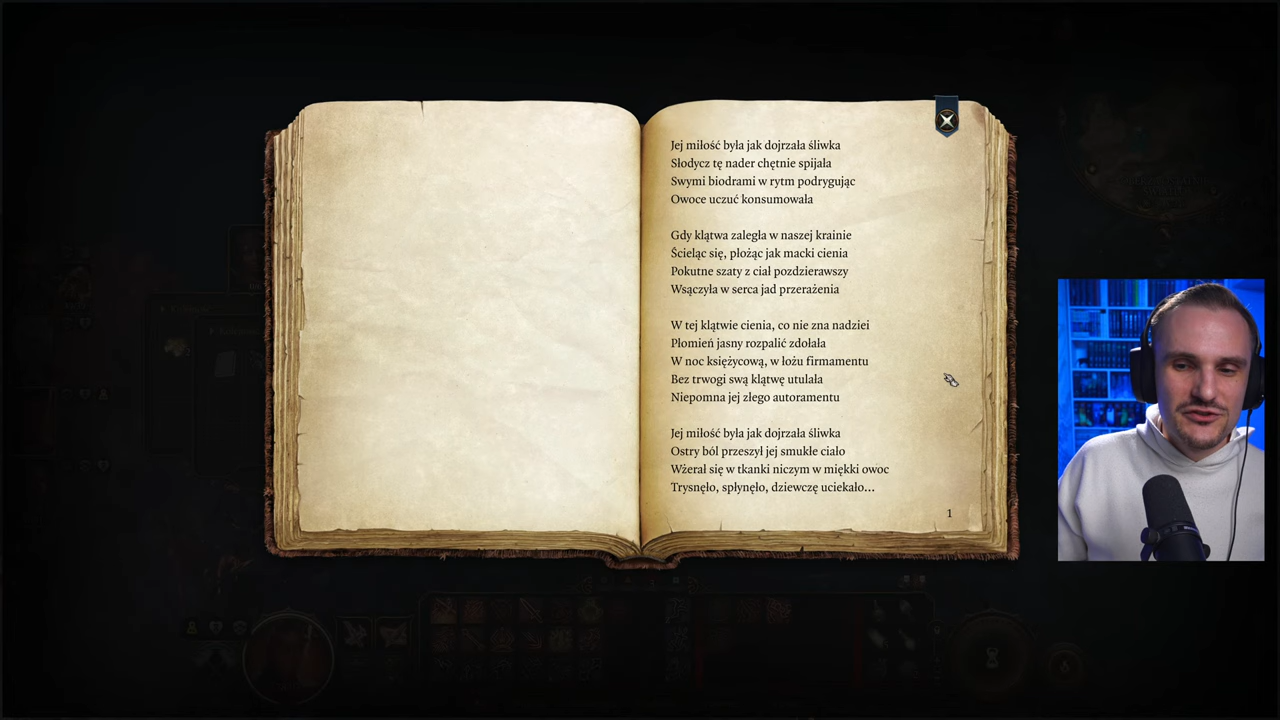 Jej miłość była jak dojrzała śliwka
Słodycz tę nader chętnie spijała
Swymi biodrami w rytm podrygując
Owoce uczuć konsumowała
Gdy klątwa zaległa w naszej krainie
Ścieląc się, płożąc jak macki cienia
Pokutne szaty z ciał pozdzierawszy
Wsączyła w serca jad przerażenia
W tej klątwie cienia, co nie zna nadziei
Płomień jasny rozpalić zdołała
W noc księżycową, w łożu firmamentu
Bez trwogi swą klątwę utulała
Niepomna jej złego autoramentu
Jej miłość była jak dojrzała śliwka
Ostry ból przeszył jej smukłe ciało
Wżerał się w tkanki niczym w miękki owoc
Trysnęło, spłynęło, dziewczę uciekało...
1